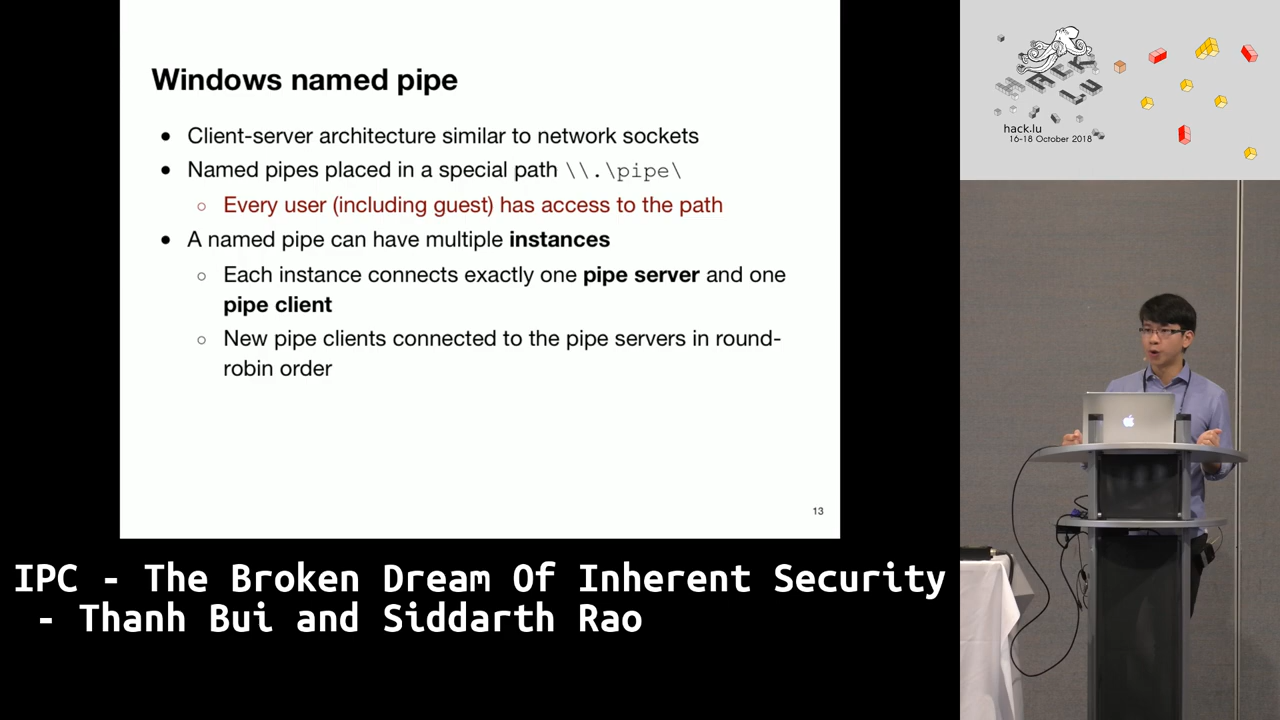 Windows named pipe
● Client-server architecture similar to network sockets
● Named pipes placed in a special path \\.\pipe\
○ Every user (including guest) has access to the path
● A named pipe can have multiple instances
○ Each instance connects exactly one pipe server and one
pipe client
○ New pipe clients connected to the pipe servers in round-
robin order
13
HACK
LU
hack.lu
16-18 October 2018
IPC - The Broken Dream Of Inherent Security
- Thanh Bui and Siddarth Rao